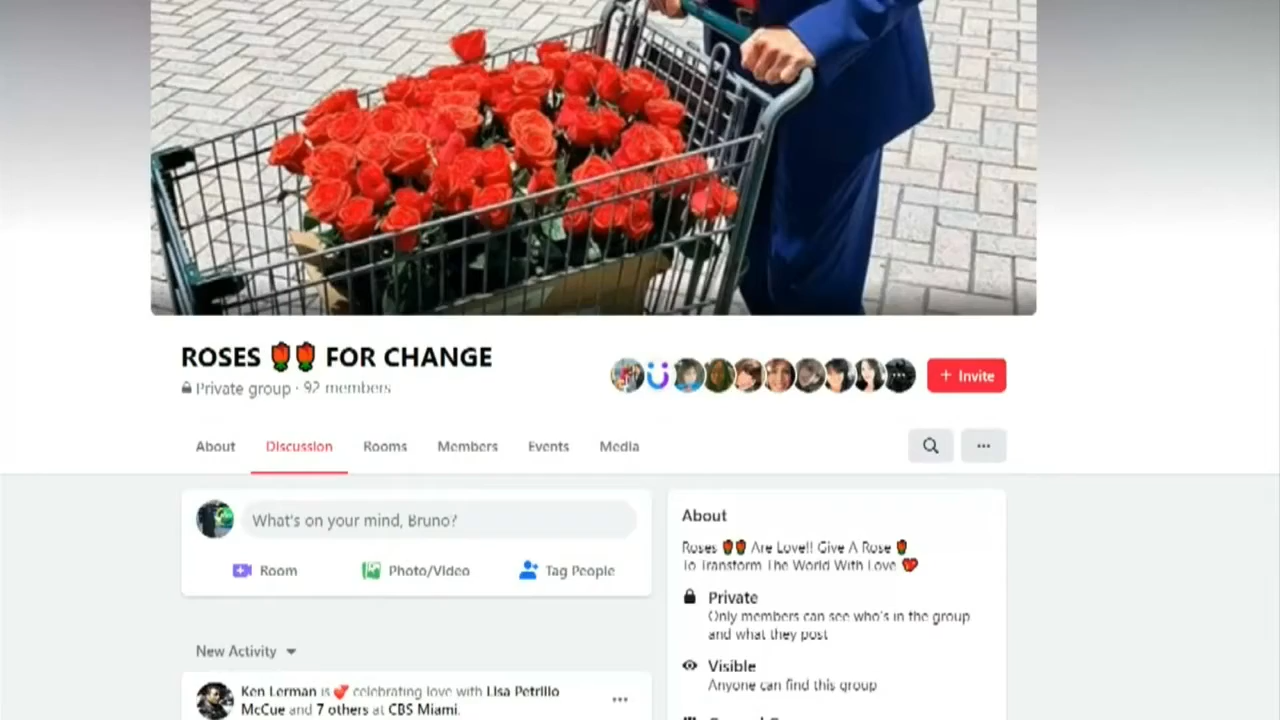 ROSES 🌹🌹 FOR CHANGE
Private group · 92 members
+ Invite
About
Discussion
Rooms
Members
Events
Media
What's on your mind, Bruno?
Room
Photo/Video
Tag People
New Activity
Ken Lerman is 💕 celebrating love with Lisa Petrillo
McCue and 7 others at CBS Miami.
About
Roses 🌹🌹 Are Love!! Give A Rose 🌹
To Transform The World With Love ❤️
Private
Only members can see who's in the group
and what they post
Visible
Anyone can find this group